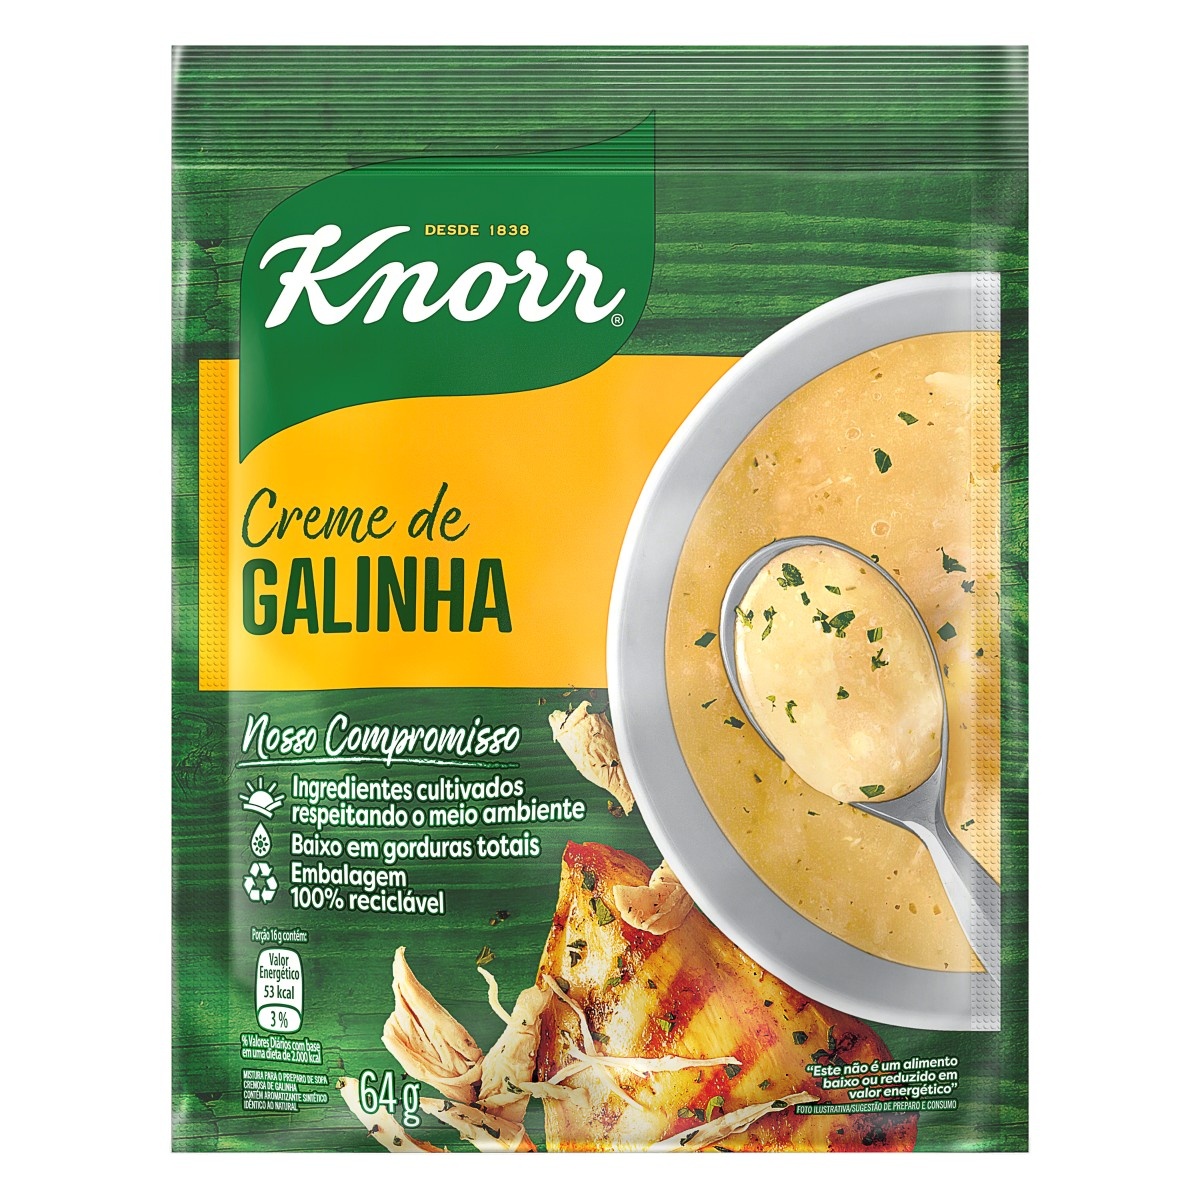 DESDE 1838
Knorr®
Creme de
GALINHA
Nosso Compromisso
Ingredientes cultivados
respeitando o meio ambiente
Baixo em gorduras totais
Embalagem
100% reciclável
Porção 16 g contém:
Valor
Energético
53 kcal
3 %
% Valores Diários com base
em uma dieta de 2.000 kcal
MISTURA PARA O PREPARO DE SOPA
CREMOSA DE GALINHA
CONTÉM AROMATIZANTE SINTÉTICO
IDÊNTICO AO NATURAL
64 g
“Este não é um alimento
baixo ou reduzido em
valor energético”
FOTO ILUSTRATIVA/SUGESTÃO DE PREPARO E CONSUMO